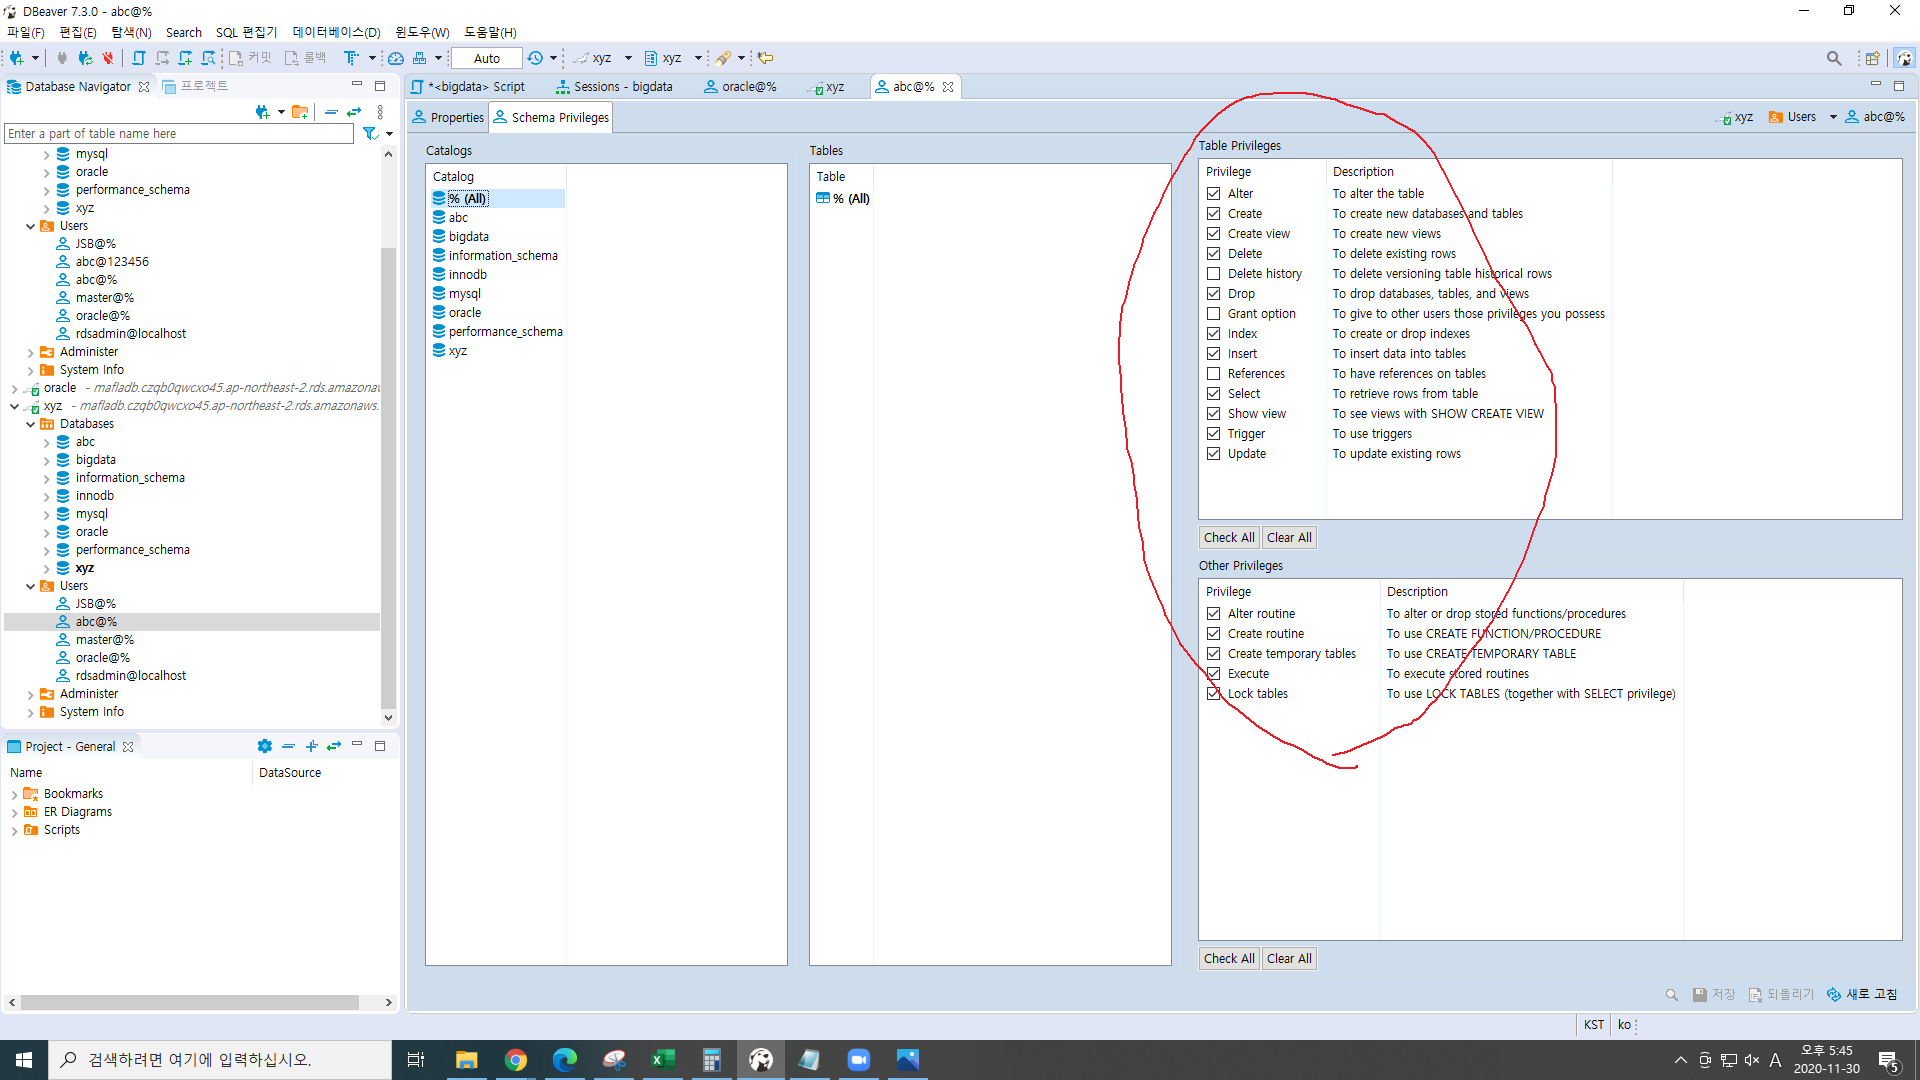 DBeaver 7.3.0 - abc@%
파일(F) 편집(E) 탐색(N) Search SQL 편집기 데이터베이스(D) 윈도우(W) 도움말(H)
커밋 롤백 Auto xyz xyz
Database Navigator 프로젝트
Enter a part of table name here
mysql
oracle
performance_schema
xyz
Users
JSB@%
abc@123456
abc@%
master@%
oracle@%
rdsadmin@localhost
Administer
System Info
oracle - mafladb.czqb0qwcxo45.ap-northeast-2.rds.amazonaw
xyz - mafladb.czqb0qwcxo45.ap-northeast-2.rds.amazonaws.
Databases
abc
bigdata
information_schema
innodb
mysql
oracle
performance_schema
xyz
Users
JSB@%
abc@%
master@%
oracle@%
rdsadmin@localhost
Administer
System Info
Project - General
Name DataSource
Bookmarks
ER Diagrams
Scripts
*<bigdata> Script Sessions - bigdata oracle@% xyz abc@%
Properties Schema Privileges
xyz Users abc@%
Catalogs
Catalog
% (All)
abc
bigdata
information_schema
innodb
mysql
oracle
performance_schema
xyz
Tables
Table
% (All)
Table Privileges
Privilege Description
Alter To alter the table
Create To create new databases and tables
Create view To create new views
Delete To delete existing rows
Delete history To delete versioning table historical rows
Drop To drop databases, tables, and views
Grant option To give to other users those privileges you possess
Index To create or drop indexes
Insert To insert data into tables
References To have references on tables
Select To retrieve rows from table
Show view To see views with SHOW CREATE VIEW
Trigger To use triggers
Update To update existing rows
Check All Clear All
Other Privileges
Privilege Description
Alter routine To alter or drop stored functions/procedures
Create routine To use CREATE FUNCTION/PROCEDURE
Create temporary tables To use CREATE TEMPORARY TABLE
Execute To execute stored routines
Lock tables To use LOCK TABLES (together with SELECT privilege)
Check All Clear All
저장 되돌리기 새로 고침
KST ko
검색하려면 여기에 입력하십시오.
A 오후 5:45
2020-11-30
5